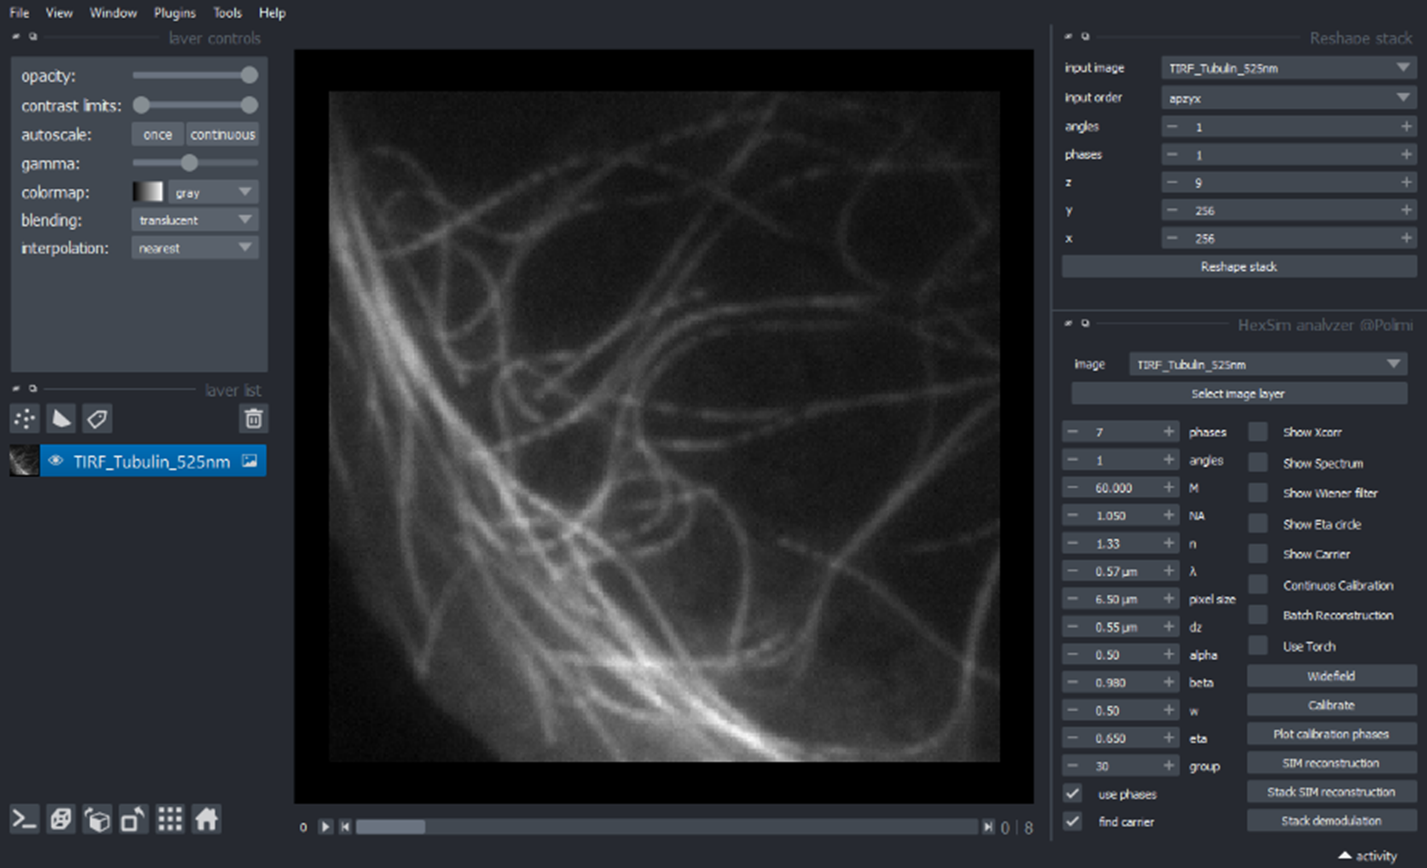 File View Window Plugins Tools Help
layer controls
opacity:
contrast limits:
autoscale: once continuous
gamma:
colormap: gray
blending: translucent
interpolation: nearest
layer list
TIRF_Tubulin_525nm
0 0 | 8
Reshape stack
input image TIRF_Tubulin_525nm
input order apzyx
angles − 1 +
phases − 1 +
z − 9 +
y − 256 +
x − 256 +
Reshape stack
HexSim analyzer @Polimi
image TIRF_Tubulin_525nm
Select image layer
− 7 + phases
− 1 + angles
− 60.000 + M
− 1.050 + NA
− 1.33 + n
− 0.57 µm + λ
− 6.50 µm + pixel size
− 0.55 µm + dz
− 0.50 + alpha
− 0.980 + beta
− 0.50 + w
− 0.650 + eta
− 30 + group
use phases
find carrier
Show Xcorr
Show Spectrum
Show Wiener filter
Show Eta circle
Show Carrier
Continuos Calibration
Batch Reconstruction
Use Torch
Widefield
Calibrate
Plot calibration phases
SIM reconstruction
Stack SIM reconstruction
Stack demodulation
activity